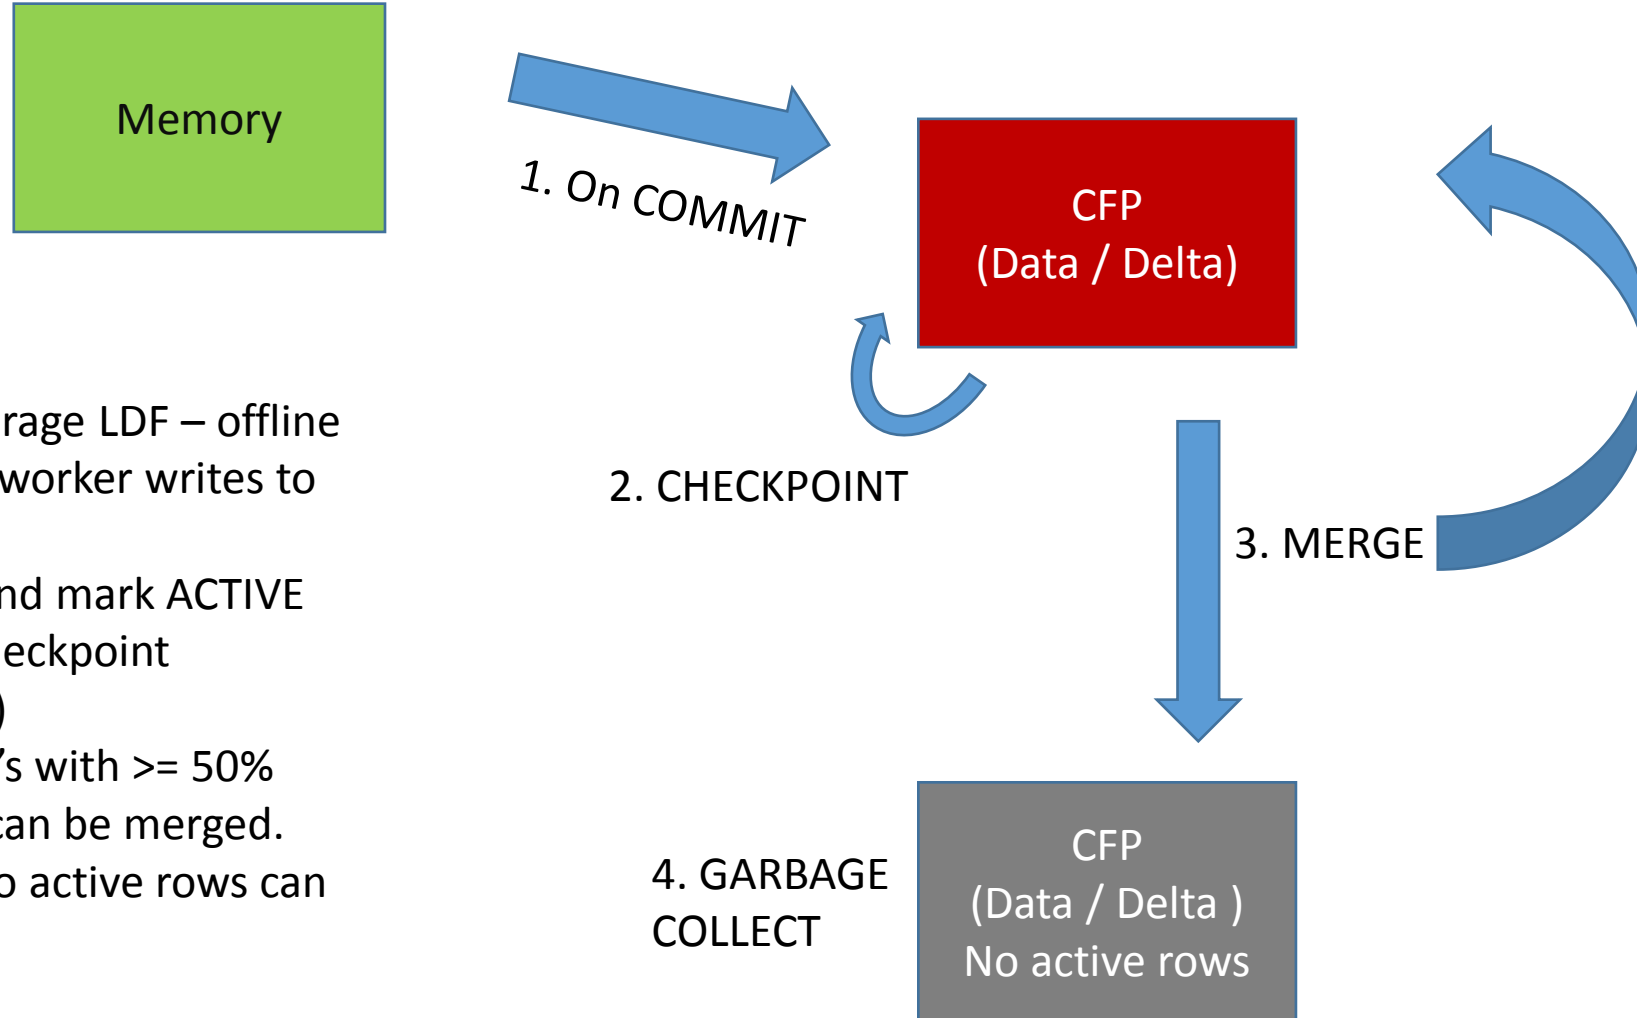 Memory
1. On COMMIT
CFP
(Data / Delta)
rage LDF – offline
worker writes to
nd mark ACTIVE
eckpoint
)
’s with >= 50%
can be merged.
o active rows can
2. CHECKPOINT
3. MERGE
4. GARBAGE
COLLECT
CFP
(Data / Delta )
No active rows